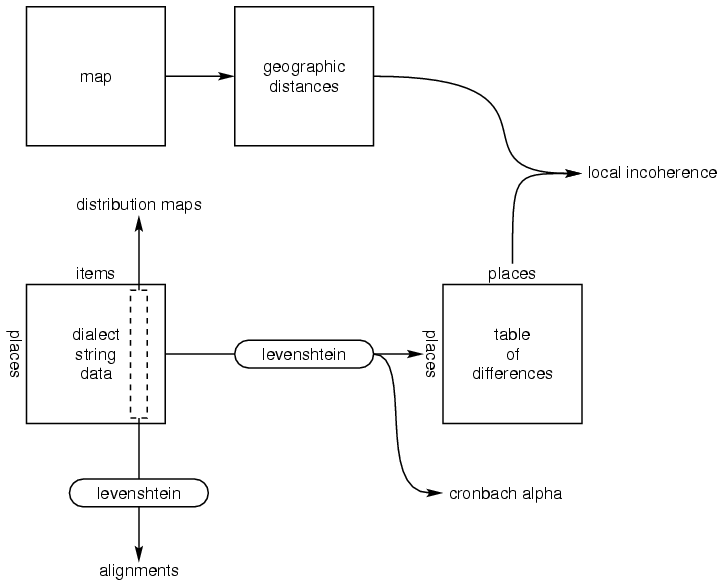 map
geographic
distances
local incoherence
distribution maps
items
places
dialect
string
data
levenshtein
places
places
table
of
differences
levenshtein
cronbach alpha
alignments